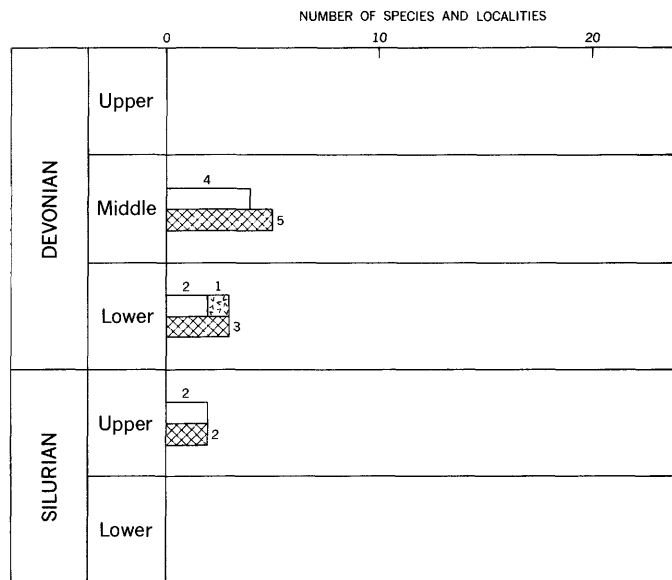 NUMBER OF SPECIES AND LOCALITIES
0 10 20
DEVONIAN
Upper
4
Middle
5
2 1
Lower
3
SILURIAN
2
Upper
2
Lower